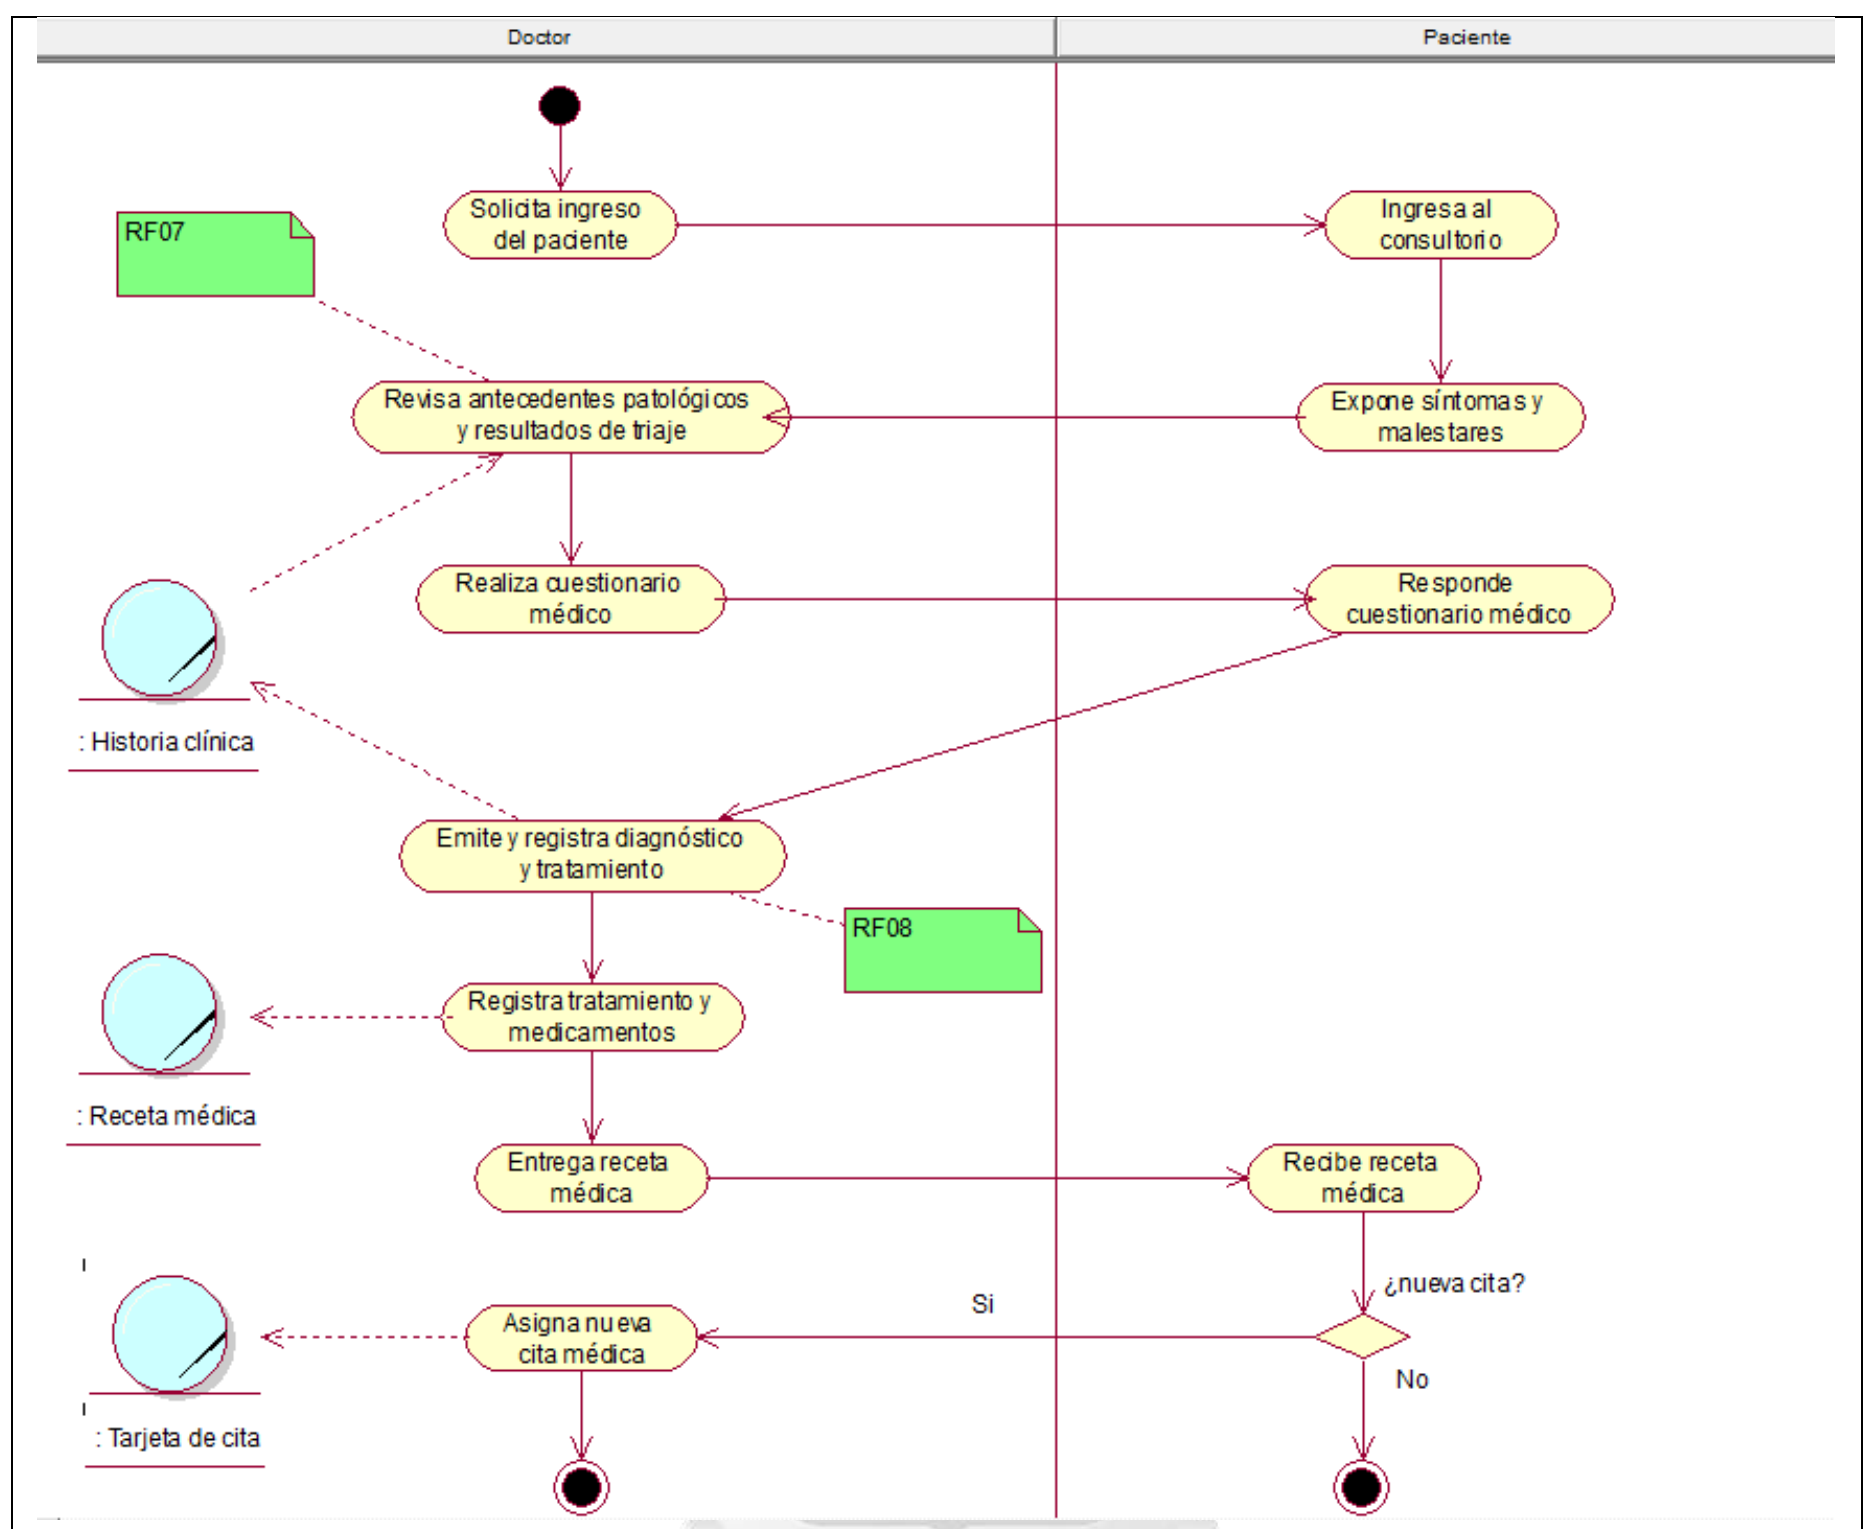 Doctor
Paciente
Solicita ingreso
del paciente
Ingresa al
consultorio
RF07
Revisa antecedentes patológicos
y resultados de triaje
Expone síntomas y
malestares
Realiza cuestionario
médico
Responde
cuestionario médico
: Historia clínica
Emite y registra diagnóstico
y tratamiento
RF08
Registra tratamiento y
medicamentos
: Receta médica
Entrega receta
médica
Recibe receta
médica
¿nueva cita?
Si
Asigna nueva
cita médica
No
: Tarjeta de cita